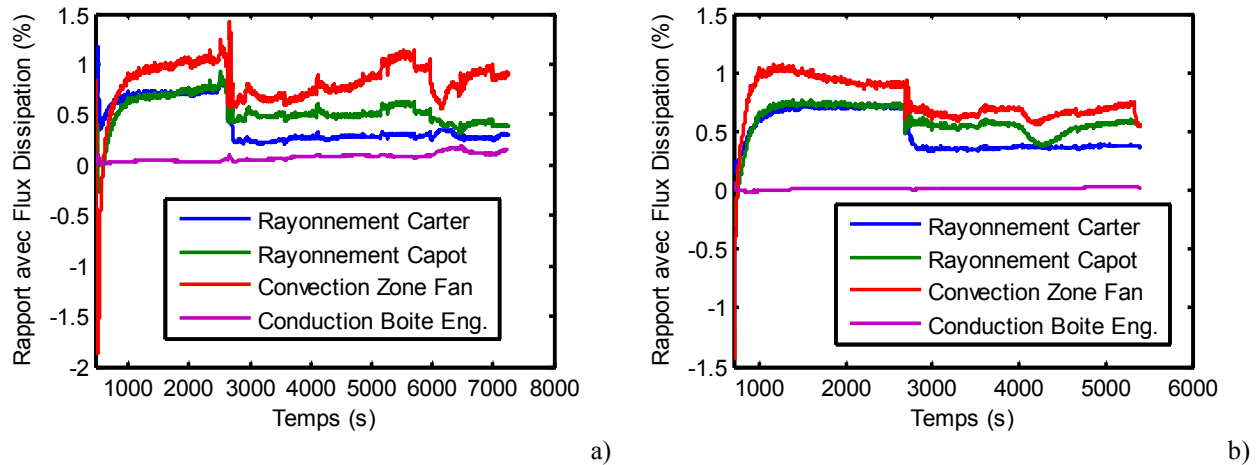 Rapport avec Flux Dissipation (%)
1.5
1
0.5
0
-0.5
-1
-1.5
-2
1000 2000 3000 4000 5000 6000 7000 8000
Temps (s)
Rayonnement Carter
Rayonnement Capot
Convection Zone Fan
Conduction Boite Eng.
a)
Rapport avec Flux Dissipation (%)
1.5
1
0.5
0
-0.5
-1
-1.5
1000 2000 3000 4000 5000 6000
Temps (s)
Rayonnement Carter
Rayonnement Capot
Convection Zone Fan
Conduction Boite Eng.
b)